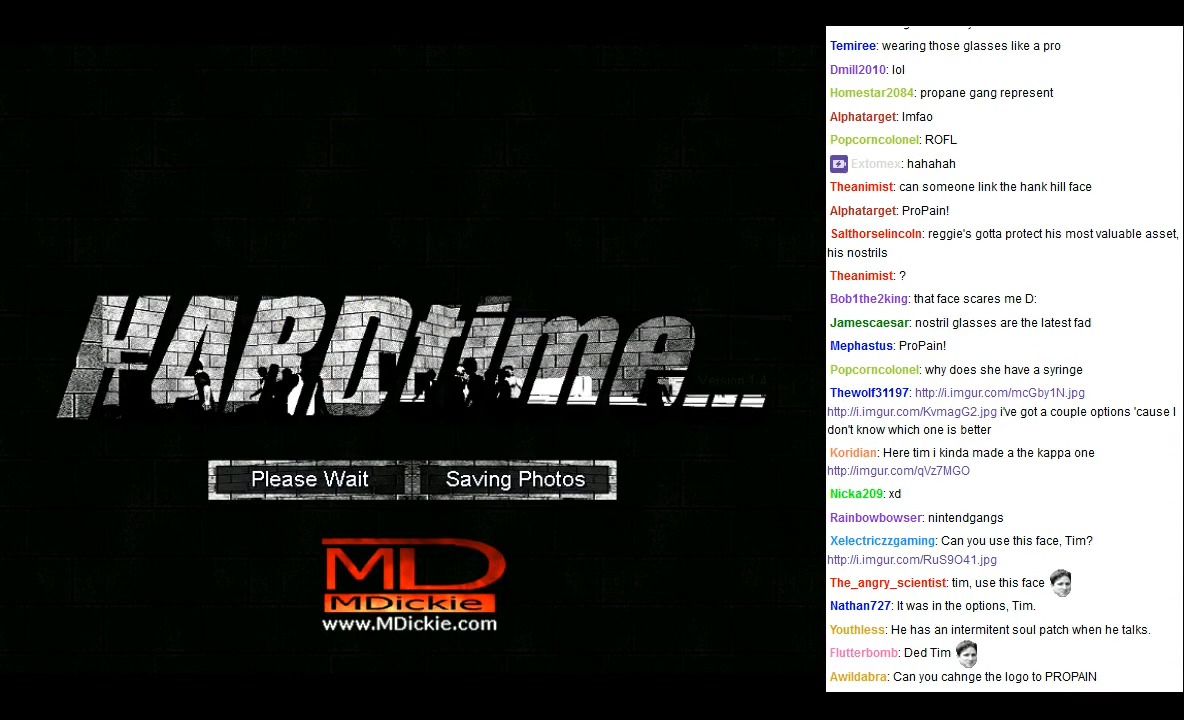 HARDtime...
Version 1.4
Please Wait
Saving Photos
MD
MDickie
www.MDickie.com
Temiree: wearing those glasses like a pro
Dmill2010: lol
Homestar2084: propane gang represent
Alphatarget: lmfao
Popcorncolonel: ROFL
Extomex: hahahah
Theanimist: can someone link the hank hill face
Alphatarget: ProPain!
Salthorselincoln: reggie's gotta protect his most valuable asset,
his nostrils
Theanimist: ?
Bob1the2king: that face scares me D:
Jamescaesar: nostril glasses are the latest fad
Mephastus: ProPain!
Popcorncolonel: why does she have a syringe
Thewolf31197: http://i.imgur.com/mcGby1N.jpg
http://i.imgur.com/KvmagG2.jpg i've got a couple options 'cause I
don't know which one is better
Koridian: Here tim i kinda made a the kappa one
http://imgur.com/qVz7MGO
Nicka209: xd
Rainbowbowser: nintendgangs
Xelectriczzgaming: Can you use this face, Tim?
http://i.imgur.com/RuS9O41.jpg
The_angry_scientist: tim, use this face
Nathan727: It was in the options, Tim.
Youthless: He has an intermitent soul patch when he talks.
Flutterbomb: Ded Tim
Awildabra: Can you cahnge the logo to PROPAIN